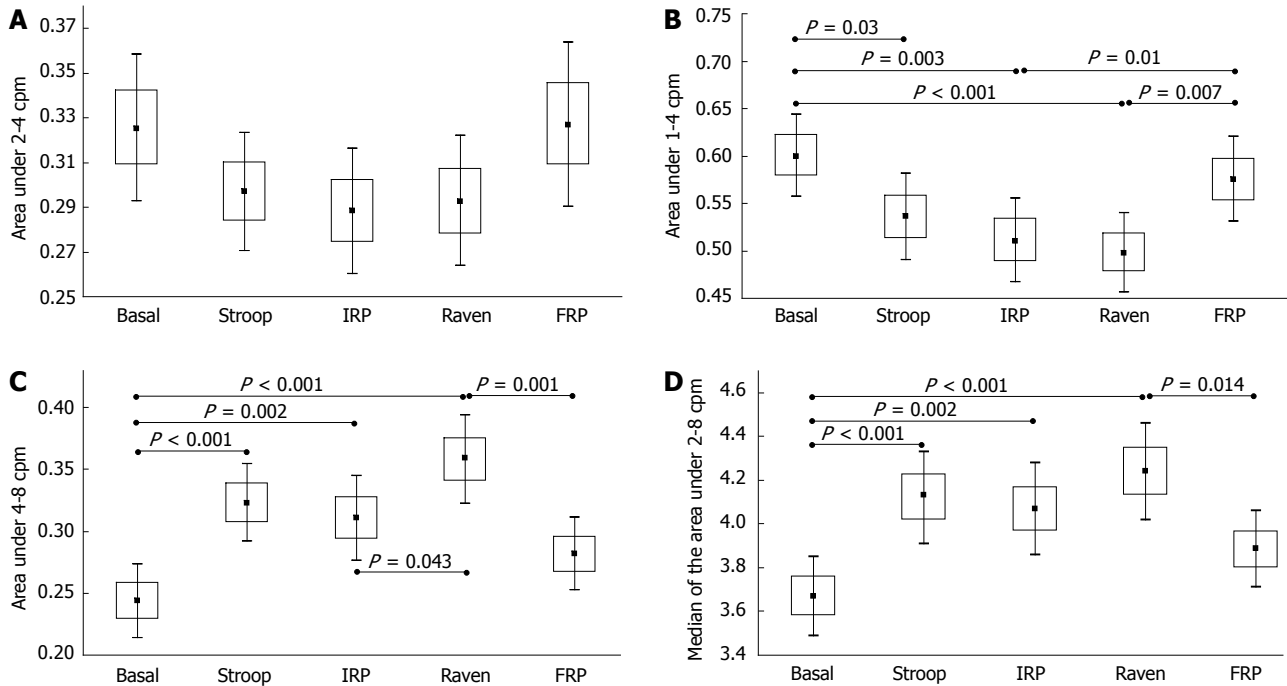 A
Area under 2-4 cpm
0.37
0.35
0.33
0.31
0.29
0.27
0.25
Basal Stroop IRP Raven FRP
B
Area under 1-4 cpm
0.75
0.70
0.65
0.60
0.55
0.50
0.45
P = 0.03
P = 0.003 P = 0.01
P < 0.001 P = 0.007
Basal Stroop IRP Raven FRP
C
Area under 4-8 cpm
0.40
0.35
0.30
0.25
0.20
P < 0.001 P = 0.001
P = 0.002
P < 0.001
P = 0.043
Basal Stroop IRP Raven FRP
D
Median of the area under 2-8 cpm
4.6
4.4
4.2
4.0
3.8
3.6
3.4
P < 0.001 P = 0.014
P = 0.002
P < 0.001
Basal Stroop IRP Raven FRP